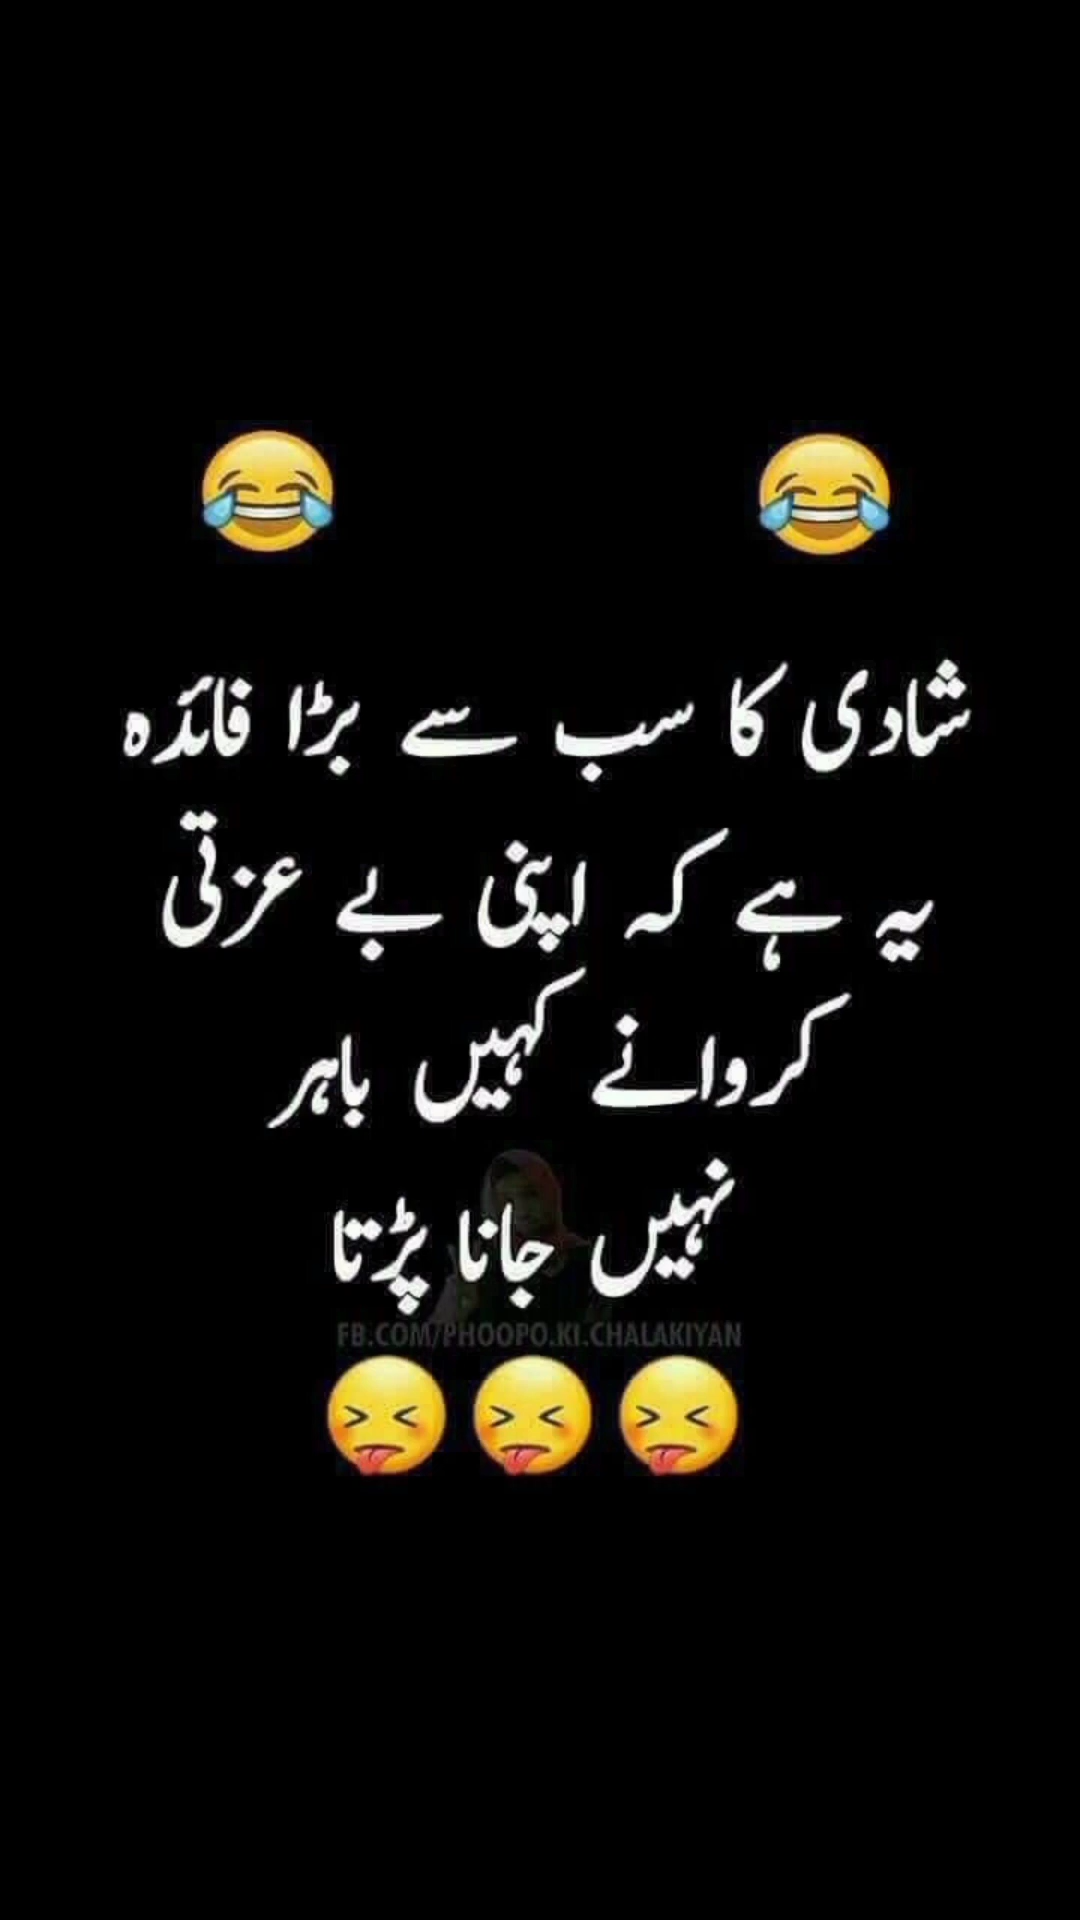 😂 😂
شادی کا سب سے بڑا فائدہ
یہ ہے کہ اپنی بے عزتی
کروانے کہیں باہر
نہیں جانا پڑتا
FB.COM/PHOOPO.KI.CHALAKIYAN
😝😝😝